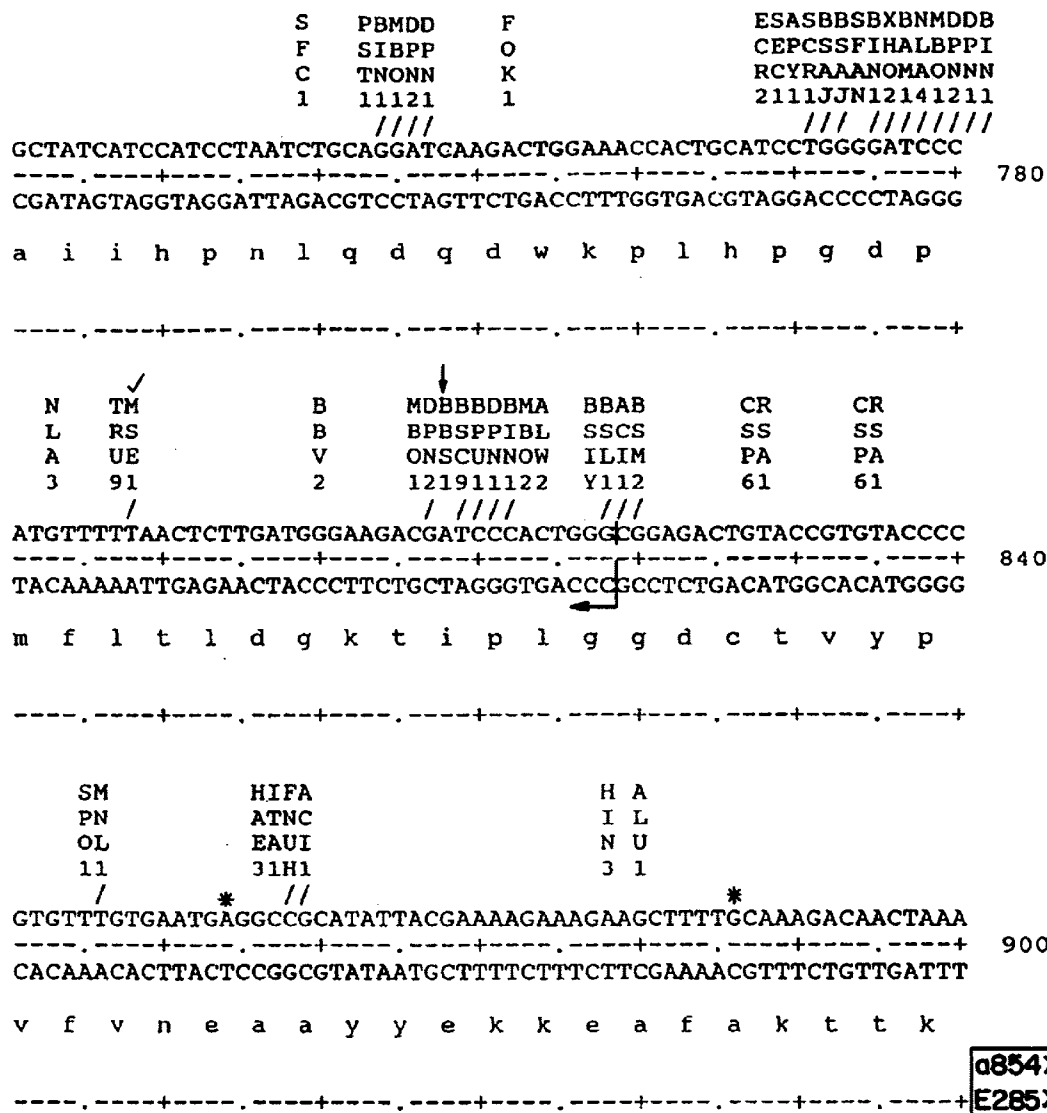 S PBMDD F ESASBBSBXBNMDDB
F SIBPP O CEPCSSFIHALBPPI
C TNONN K RCYRAAANOMAONNN
1 11121 1 2111JJN12141211
//// /// ////////
GCTATCATCCATCCTAATCTGCAGGATCAAGACTGGAAACCACTGCATCCTGGGGATCCC
----.----+----.----+----.----+----.----+----.----+----.----+ 780
CGATAGTAGGTAGGATTAGACGTCCTAGTTCTGACCTTTGGTGACGTAGGACCCCTAGGG
a i i h p n l q d q d w k p l h p g d p
----.----+----.----+----.----+----.----+----.----+----.----+
✓ ↓
N TM B MDBBBDBMA BBAB CR CR
L RS B BPBSPPIBL SSCS SS SS
A UE V ONSCUNNOW ILIM PA PA
3 91 2 121911122 Y112 61 61
/ / //// ///
ATGTTTTTAACTCTTGATGGGAAGACGATCCCACTGGGCGGAGACTGTACCGTGTACCCC
----.----+----.----+----.----+----.----+----.----+----.----+ 840
TACAAAAATTGAGAACTACCCTTCTGCTAGGGTGACCCGCCTCTGACATGGCACATGGGG
m f l t l d g k t i p l g g d c t v y p
----.----+----.----+----.----+----.----+----.----+----.----+
SM HIFA H A
PN ATNC I L
OL EAUI N U
11 31H1 3 1
/ * // *
GTGTTTGTGAATGAGGCCGCATATTACGAAAAGAAAGAAGCTTTTGCAAAGACAACTAAA
----.----+----.----+----.----+----.----+----.----+----.----+ 900
CACAAACACTTACTCCGGCGTATAATGCTTTTCTTTCTTCGAAAACGTTTCTGTTGATTT
v f v n e a a y y e k k e a f a k t t k
a854
----.----+----.----+----.----+----.----+----.----+----.----+ E285